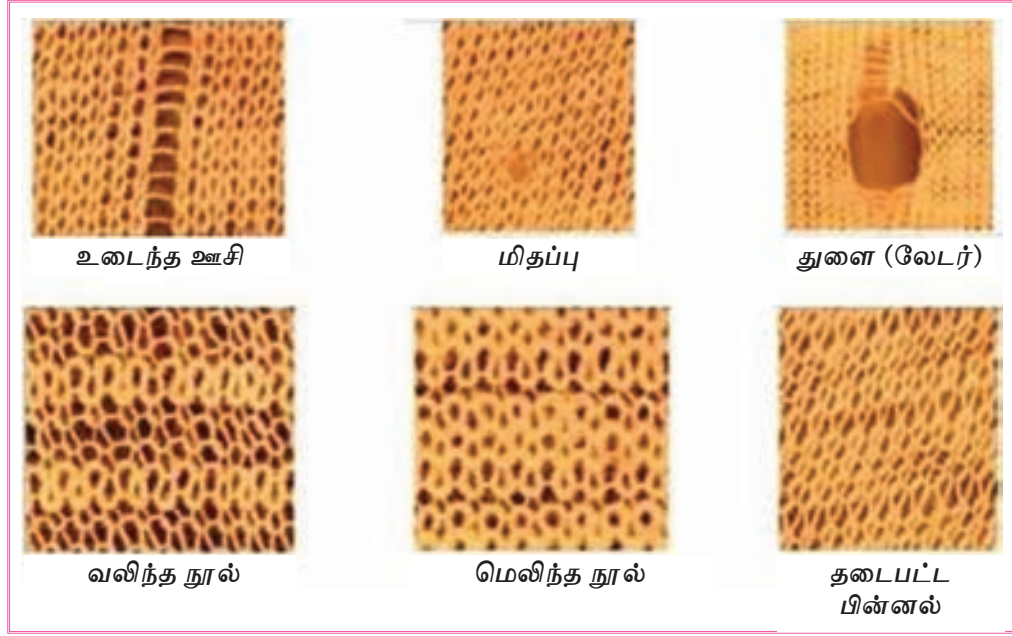 உடைந்த ஊசி
மிதப்பு
துளை (லேடர்)
வலிந்த நூல்
மெலிந்த நூல்
தடைபட்ட
பின்னல்